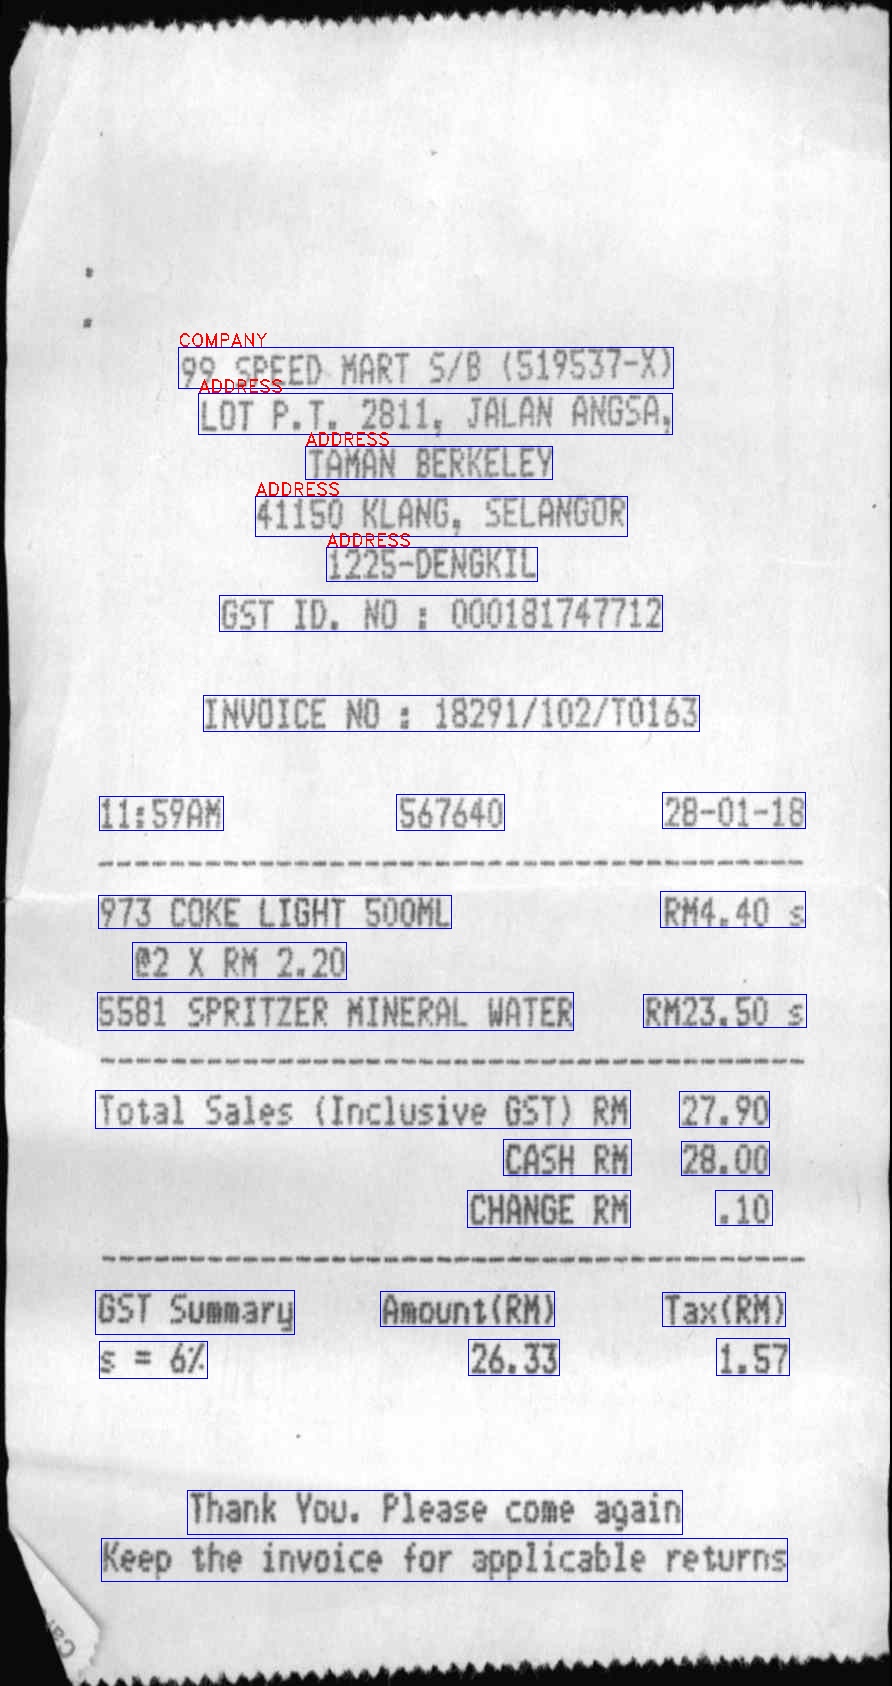 COMPANY
99 SPEED MART S/B (519537-X)
ADDRESS
LOT P.T. 2811, JALAN ANGSA,
ADDRESS
TAMAN BERKELEY
ADDRESS
41150 KLANG, SELANGOR
ADDRESS
1225-DENGKIL
GST ID. NO : 000181747712
INVOICE NO : 18291/102/T0163
11:59AM 567640 28-01-18
973 COKE LIGHT 500ML RM4.40 s
@2 X RM 2.20
5581 SPRITZER MINERAL WATER RM23.50 s
Total Sales (Inclusive GST) RM 27.90
CASH RM 28.00
CHANGE RM .10
GST Summary Amount(RM) Tax(RM)
s = 6% 26.33 1.57
Thank You. Please come again
Keep the invoice for applicable returns